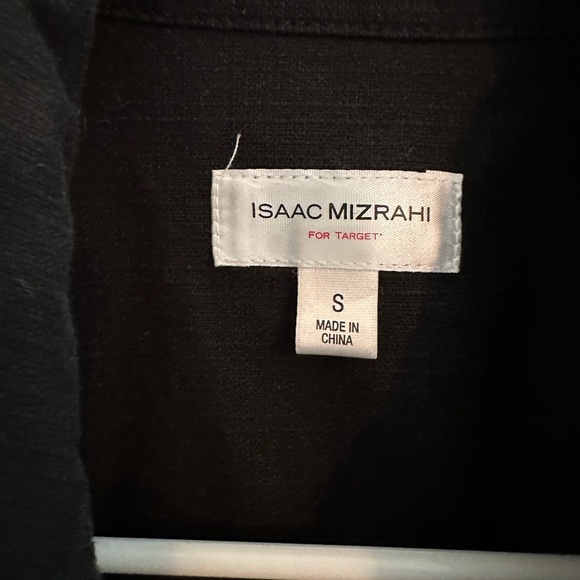 ISAAC MIZRAHI
FOR TARGET*
S
MADE IN
CHINA